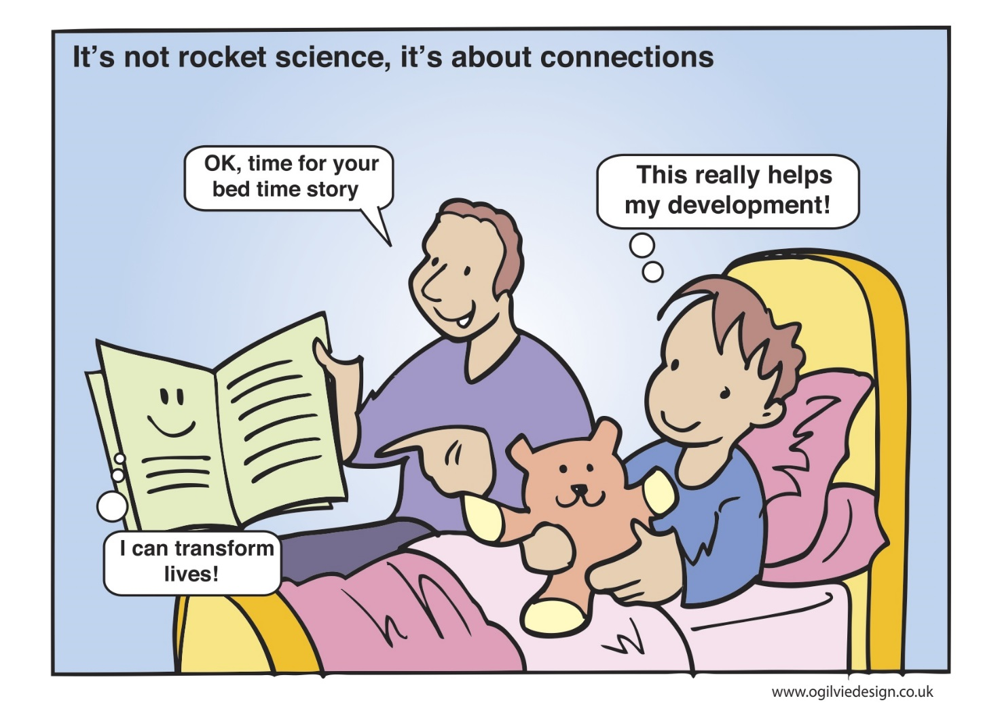 It’s not rocket science, it’s about connections
OK, time for your
bed time story
This really helps
my development!
I can transform
lives!
www.ogilviedesign.co.uk